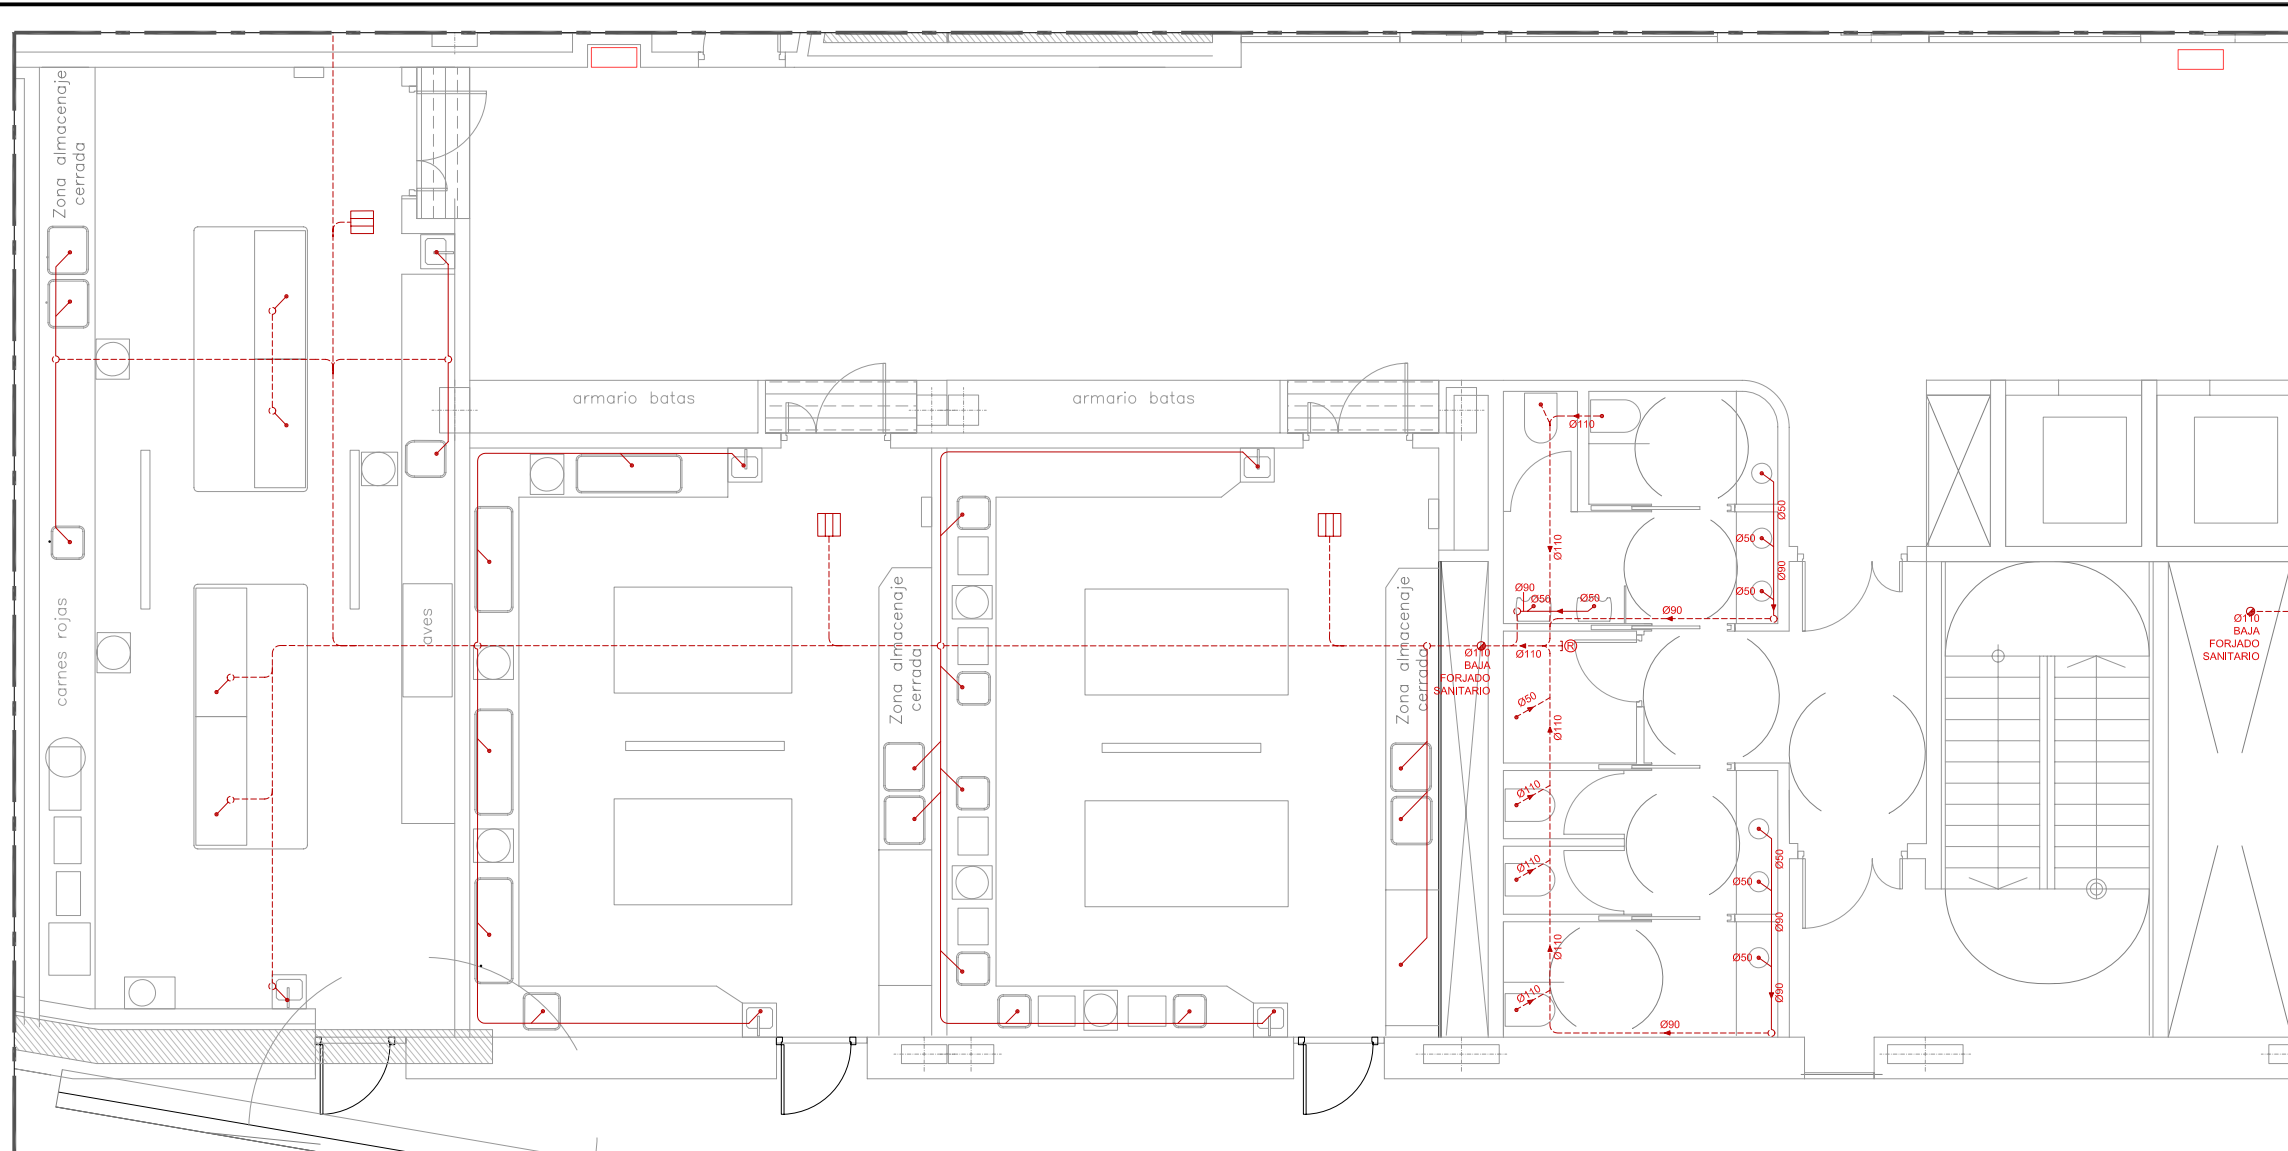 Zona almacenaje
cerrada
carnes rojas
aves
armario batas
armario batas
Zona almacenaje
cerrada
Zona almacenaje
cerrada
Ø110
Ø50
Ø110
Ø50
Ø90
Ø90
Ø50
Ø50
Ø50
Ø90
Ø110
BAJA
FORJADO
SANITARIO
Ø110
R
Ø50
Ø110
Ø110
Ø110
Ø50
Ø50
Ø90
Ø110
Ø50
Ø110
Ø90
Ø90
Ø110
BAJA
FORJADO
SANITARIO